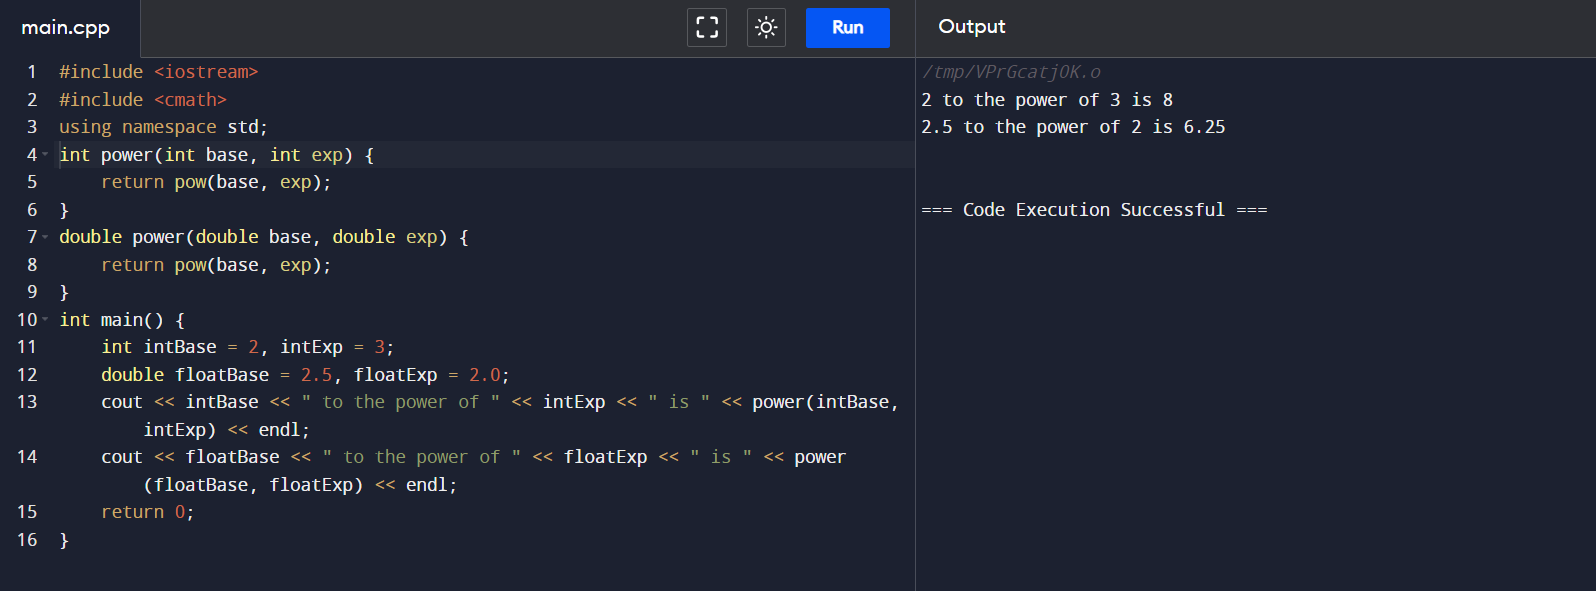 main.cpp
Run
Output
1 #include <iostream>
2 #include <cmath>
3 using namespace std;
4 int power(int base, int exp) {
5     return pow(base, exp);
6 }
7 double power(double base, double exp) {
8     return pow(base, exp);
9 }
10 int main() {
11     int intBase = 2, intExp = 3;
12     double floatBase = 2.5, floatExp = 2.0;
13     cout << intBase << " to the power of " << intExp << " is " << power(intBase,
        intExp) << endl;
14     cout << floatBase << " to the power of " << floatExp << " is " << power
        (floatBase, floatExp) << endl;
15     return 0;
16 }
/tmp/VPrGcatjOK.o
2 to the power of 3 is 8
2.5 to the power of 2 is 6.25
=== Code Execution Successful ===